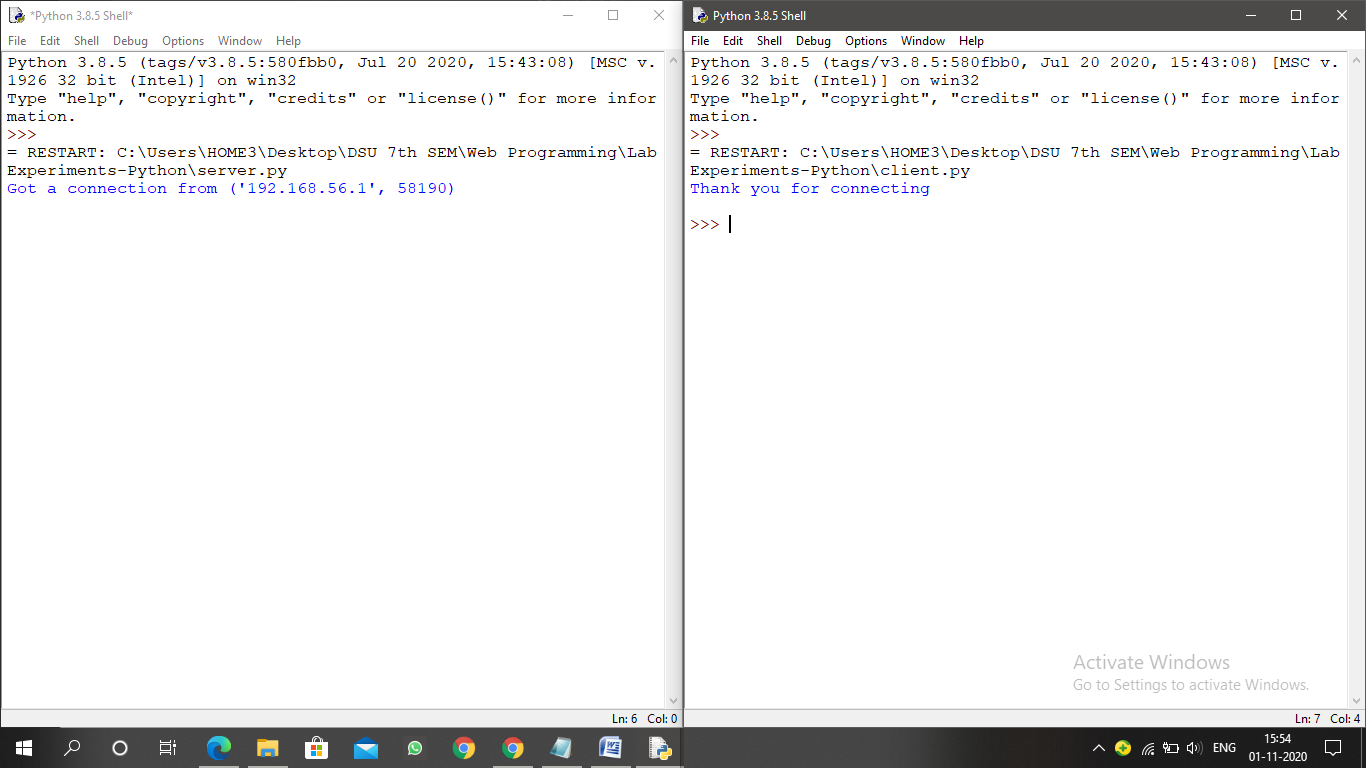 *Python 3.8.5 Shell*
File Edit Shell Debug Options Window Help
Python 3.8.5 (tags/v3.8.5:580fbb0, Jul 20 2020, 15:43:08) [MSC v.
1926 32 bit (Intel)] on win32
Type "help", "copyright", "credits" or "license()" for more infor
mation.
>>>
= RESTART: C:\Users\HOME3\Desktop\DSU 7th SEM\Web Programming\Lab
Experiments-Python\server.py
Got a connection from ('192.168.56.1', 58190)
Ln: 6 Col: 0
Python 3.8.5 Shell
File Edit Shell Debug Options Window Help
Python 3.8.5 (tags/v3.8.5:580fbb0, Jul 20 2020, 15:43:08) [MSC v.
1926 32 bit (Intel)] on win32
Type "help", "copyright", "credits" or "license()" for more infor
mation.
>>>
= RESTART: C:\Users\HOME3\Desktop\DSU 7th SEM\Web Programming\Lab
Experiments-Python\client.py
Thank you for connecting
>>>
Activate Windows
Go to Settings to activate Windows.
Ln: 7 Col: 4
ENG
15:54
01-11-2020